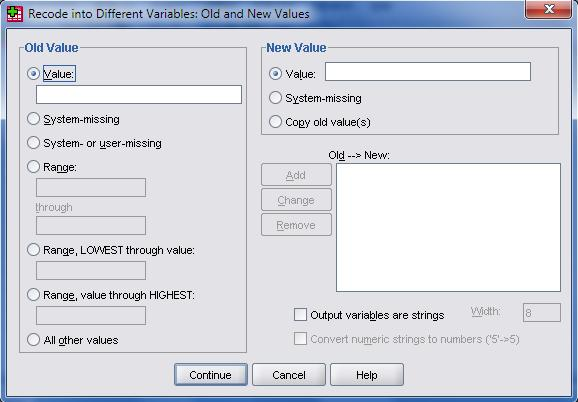 Recode into Different Variables: Old and New Values
Old Value
Value:
System-missing
System- or user-missing
Range:
through
Range, LOWEST through value:
Range, value through HIGHEST:
All other values
New Value
Value:
System-missing
Copy old value(s)
Old --> New:
Add
Change
Remove
Output variables are strings
Width:
8
Convert numeric strings to numbers ('5'->5)
Continue
Cancel
Help